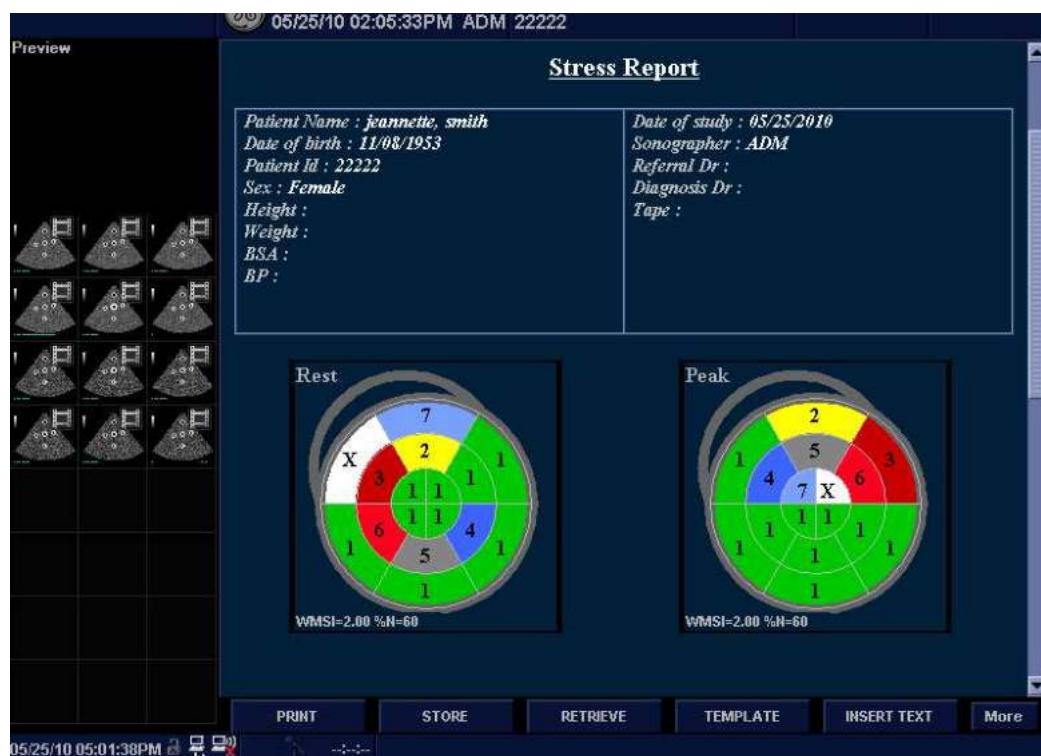 05/25/10 02:05:33PM ADM 22222
Preview
Stress Report
Patient Name : jeannette, smith
Date of birth : 11/08/1953
Patient Id : 22222
Sex : Female
Height :
Weight :
BSA :
BP :
Date of study : 05/25/2010
Sonographer : ADM
Referral Dr :
Diagnosis Dr :
Tape :
Rest
7
X 2 1
3 1
1 1
1 1
6 4
1 5 1
1
WMSI=2.00 %N=60
Peak
2
1 5 3
4 6
7 X
1 1
1 1
1 1 1
1
WMSI=2.00 %N=60
PRINT STORE RETRIEVE TEMPLATE INSERT TEXT More
05/25/10 05:01:38PM --:--:--